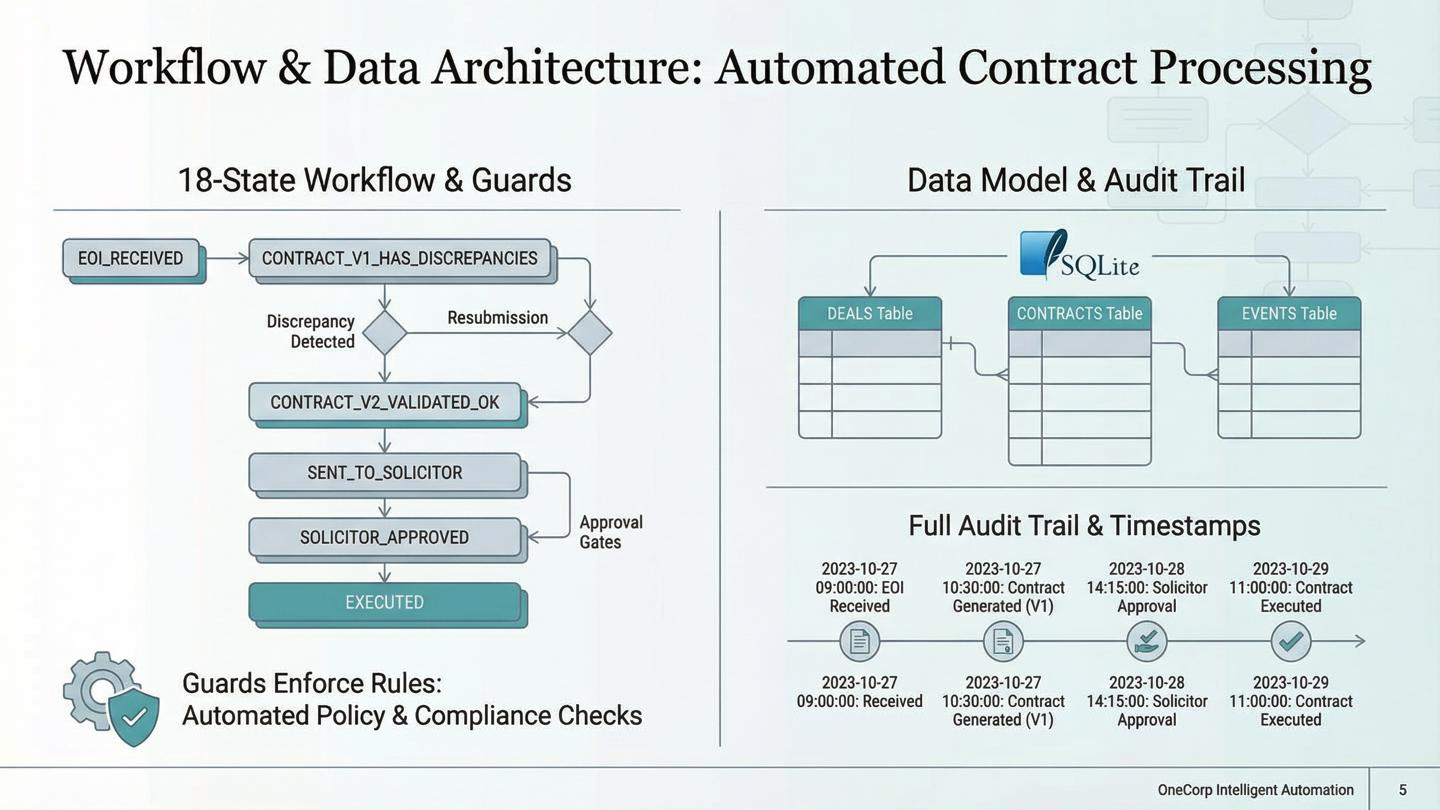 Workflow & Data Architecture: Automated Contract Processing
18-State Workflow & Guards
EOI_RECEIVED
CONTRACT_V1_HAS_DISCREPANCIES
Discrepancy
Detected
Resubmission
CONTRACT_V2_VALIDATED_OK
SENT_TO_SOLICITOR
SOLICITOR_APPROVED
Approval
Gates
EXECUTED
Guards Enforce Rules:
Automated Policy & Compliance Checks
Data Model & Audit Trail
SQLite
DEALS Table
CONTRACTS Table
EVENTS Table
Full Audit Trail & Timestamps
2023-10-27
09:00:00: EOI
Received
2023-10-27
10:30:00: Contract
Generated (V1)
2023-10-28
14:15:00: Solicitor
Approval
2023-10-29
11:00:00: Contract
Executed
2023-10-27
09:00:00: Received
2023-10-27
10:30:00: Contract
Generated (V1)
2023-10-28
14:15:00: Solicitor
Approval
2023-10-29
11:00:00: Contract
Executed
OneCorp Intelligent Automation
5